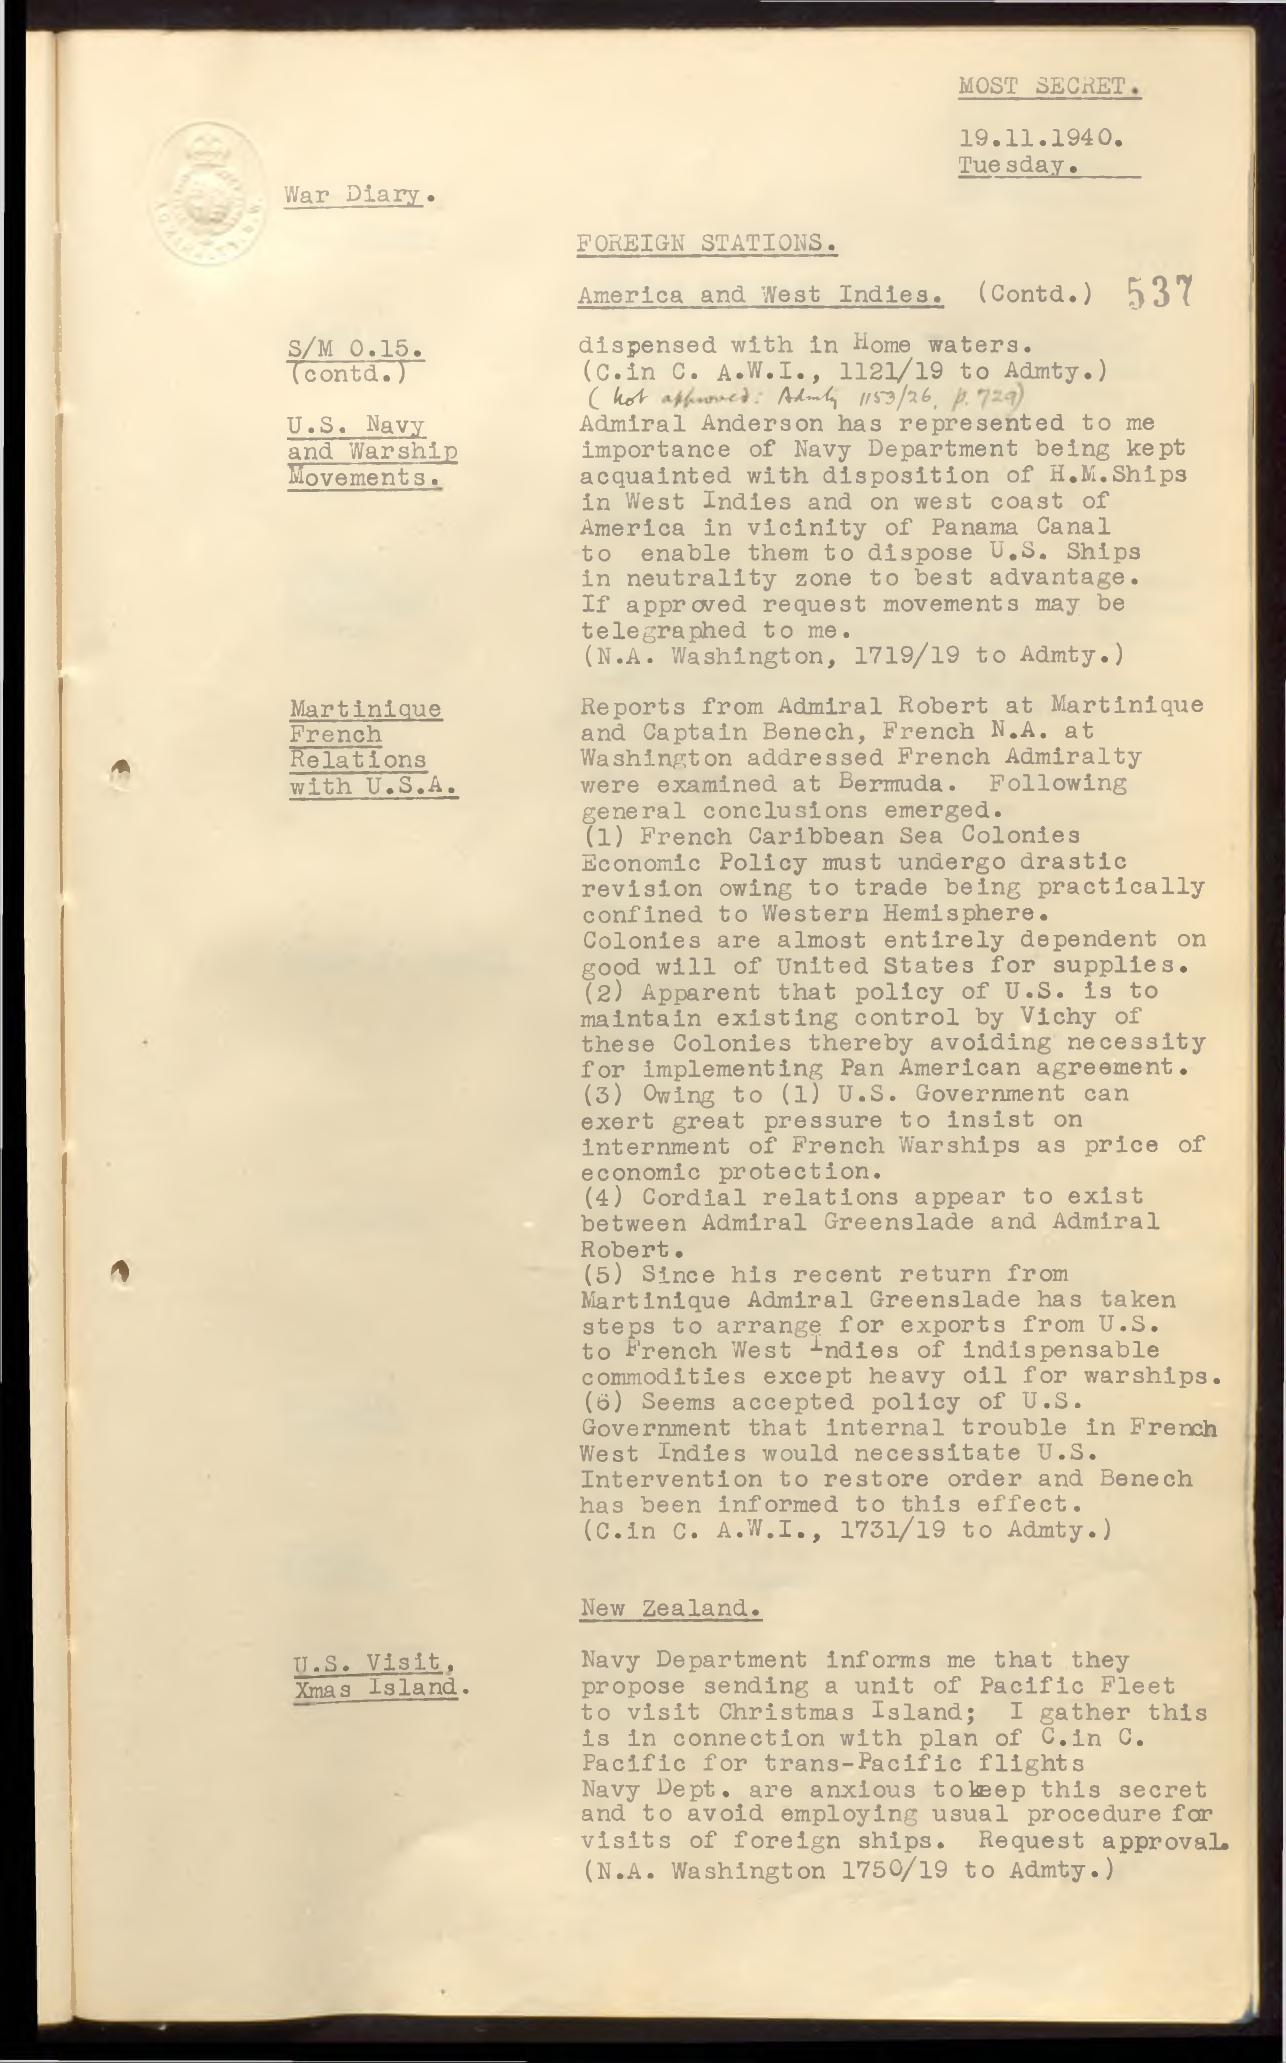 MOST SECRET.
19.11.1940.
Tuesday.
War Diary.
FOREIGN STATIONS.
America and West Indies. (Contd.) 537
S/M O.15.
(contd.)
dispensed with in Home waters.
(C.in C. A.W.I., 1121/19 to Admty.)
( Not approved: Admty 1153/26. p.729)
U.S. Navy
and Warship
Movements.
Admiral Anderson has represented to me
importance of Navy Department being kept
acquainted with disposition of H.M.Ships
in West Indies and on west coast of
America in vicinity of Panama Canal
to enable them to dispose U.S. Ships
in neutrality zone to best advantage.
If approved request movements may be
telegraphed to me.
(N.A. Washington, 1719/19 to Admty.)
Martinique
French
Relations
with U.S.A.
Reports from Admiral Robert at Martinique
and Captain Benech, French N.A. at
Washington addressed French Admiralty
were examined at Bermuda. Following
general conclusions emerged.
(1) French Caribbean Sea Colonies
Economic Policy must undergo drastic
revision owing to trade being practically
confined to Western Hemisphere.
Colonies are almost entirely dependent on
good will of United States for supplies.
(2) Apparent that policy of U.S. is to
maintain existing control by Vichy of
these Colonies thereby avoiding necessity
for implementing Pan American agreement.
(3) Owing to (1) U.S. Government can
exert great pressure to insist on
internment of French Warships as price of
economic protection.
(4) Cordial relations appear to exist
between Admiral Greenslade and Admiral
Robert.
(5) Since his recent return from
Martinique Admiral Greenslade has taken
steps to arrange for exports from U.S.
to French West Indies of indispensable
commodities except heavy oil for warships.
(6) Seems accepted policy of U.S.
Government that internal trouble in French
West Indies would necessitate U.S.
Intervention to restore order and Benech
has been informed to this effect.
(C.in C. A.W.I., 1731/19 to Admty.)
New Zealand.
U.S. Visit,
Xmas Island.
Navy Department informs me that they
propose sending a unit of Pacific Fleet
to visit Christmas Island; I gather this
is in connection with plan of C.in C.
Pacific for trans-Pacific flights
Navy Dept. are anxious to keep this secret
and to avoid employing usual procedure for
visits of foreign ships. Request approval.
(N.A. Washington 1750/19 to Admty.)